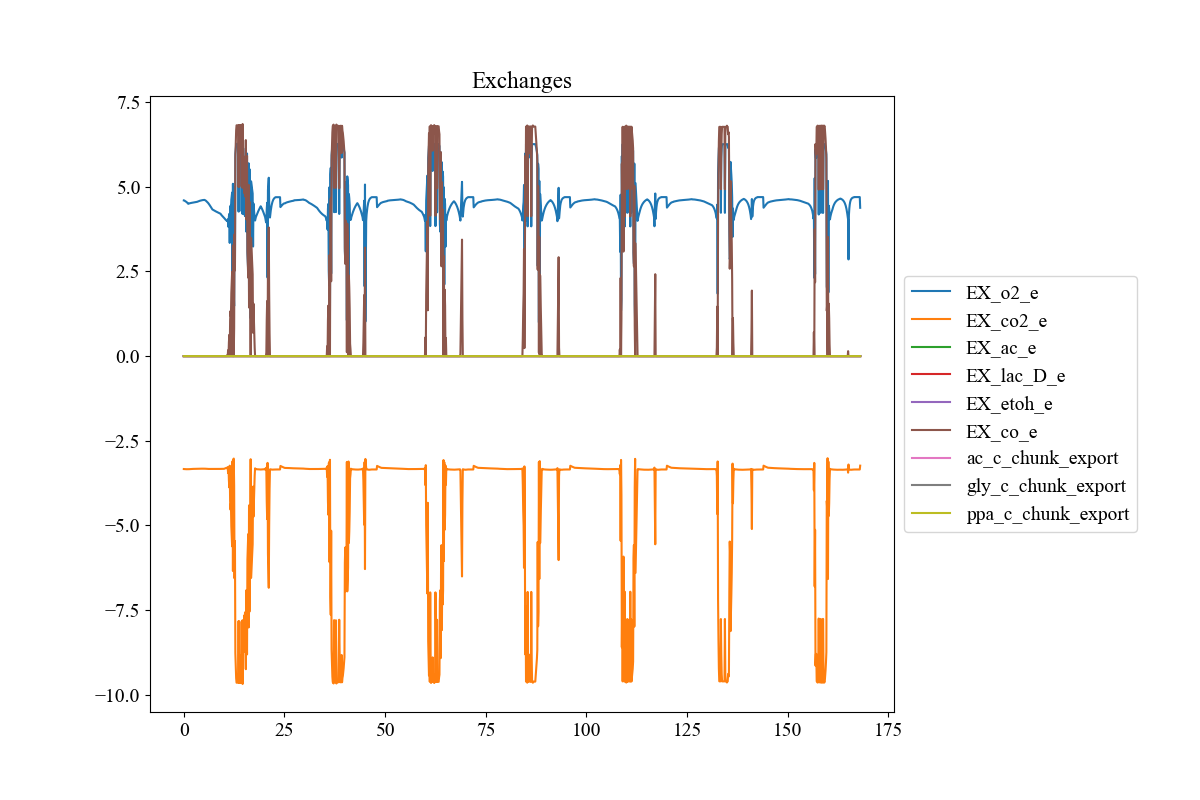 Exchanges
7.5
5.0
2.5
0.0
−2.5
−5.0
−7.5
−10.0
0 25 50 75 100 125 150 175
EX_o2_e
EX_co2_e
EX_ac_e
EX_lac_D_e
EX_etoh_e
EX_co_e
ac_c_chunk_export
gly_c_chunk_export
ppa_c_chunk_export